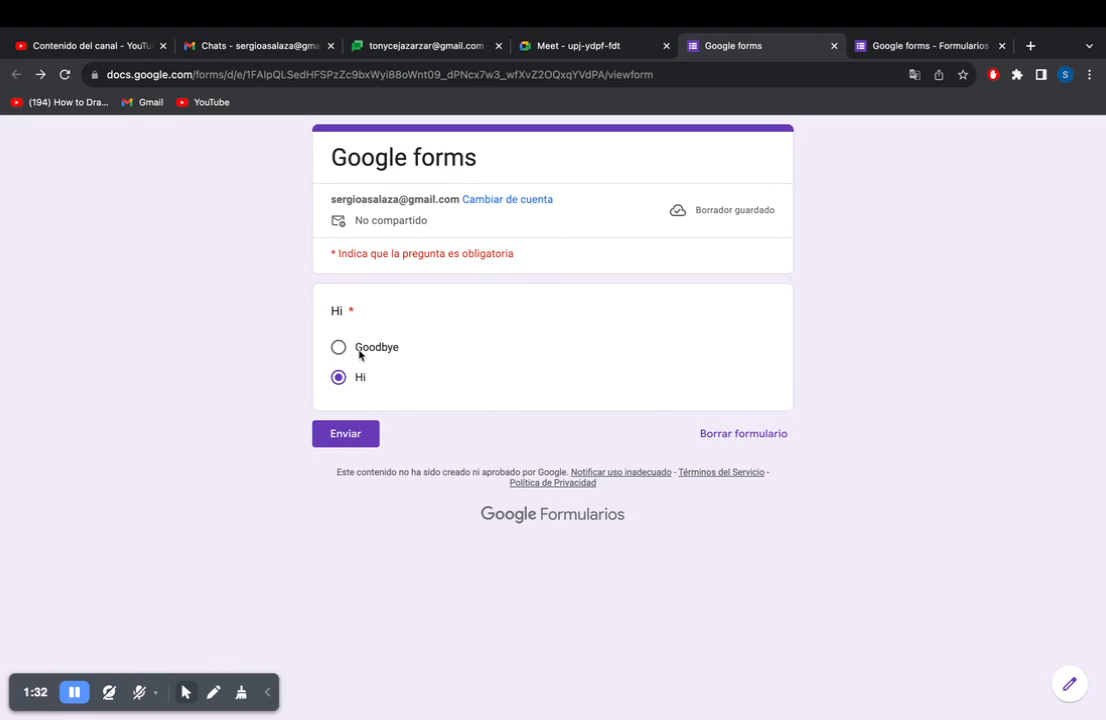 Contenido del canal - YouTu
Chats - sergioasalaza@gma
tonycejazarzar@gmail.com
Meet - upj-ydpf-fdt
Google forms
Google forms - Formularios
docs.google.com/forms/d/e/1FAIpQLSedHFSPzZc9bxWyi88oWnt09_dPNcx7w3_wfXvZ2OQxqYVdPA/viewform
S
(194) How to Dra...
Gmail
YouTube
Google forms
sergioasalaza@gmail.com Cambiar de cuenta
No compartido
Borrador guardado
* Indica que la pregunta es obligatoria
Hi *
Goodbye
Hi
Enviar
Borrar formulario
Este contenido no ha sido creado ni aprobado por Google. Notificar uso inadecuado - Términos del Servicio -
Política de Privacidad
Google Formularios
1:32